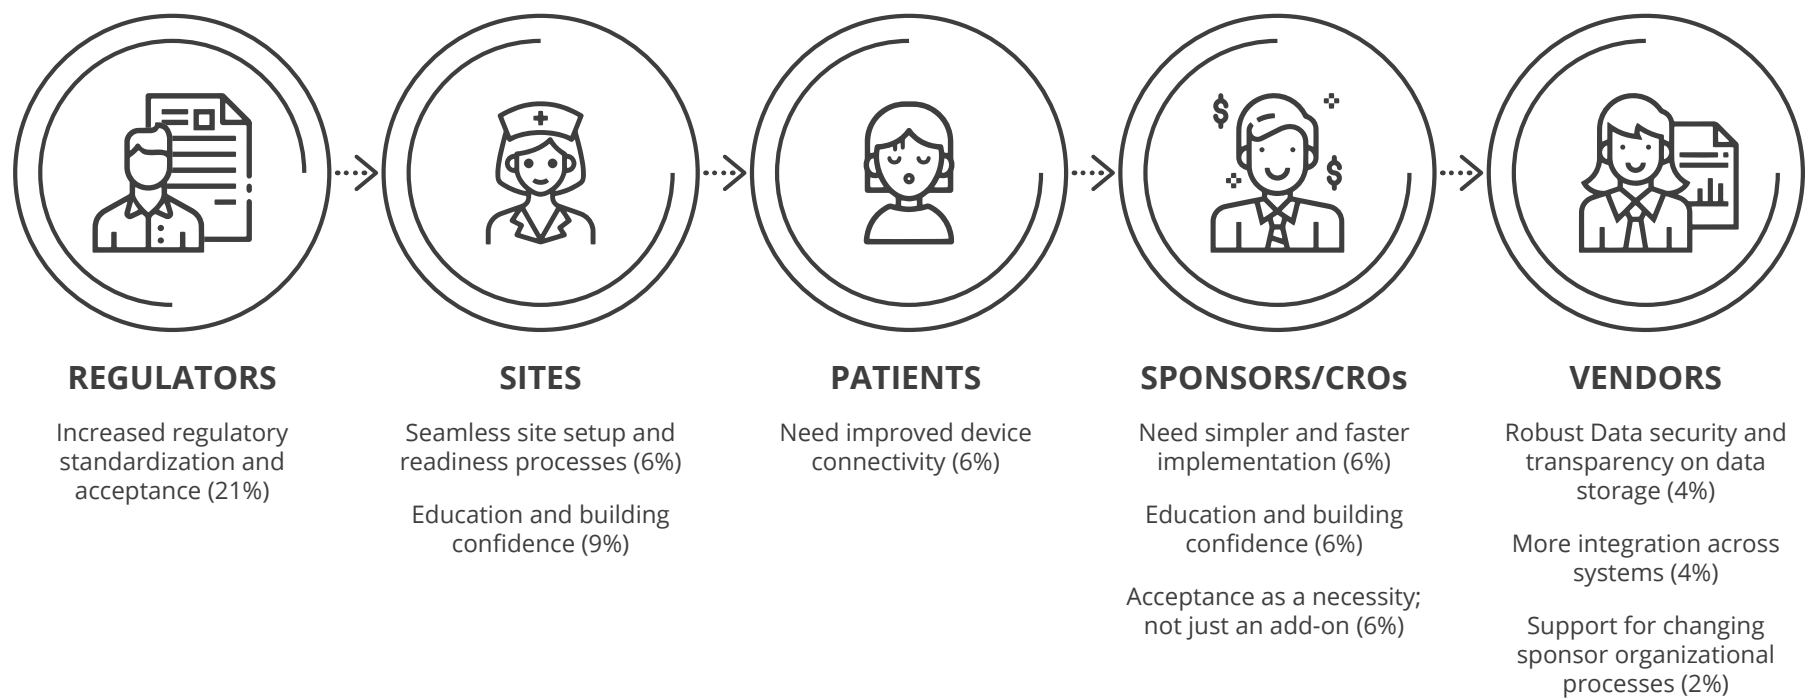 REGULATORS
Increased regulatory
standardization and
acceptance (21%)
SITES
Seamless site setup and
readiness processes (6%)
Education and building
confidence (9%)
PATIENTS
Need improved device
connectivity (6%)
SPONSORS/CROs
Need simpler and faster
implementation (6%)
Education and building
confidence (6%)
Acceptance as a necessity;
not just an add-on (6%)
VENDORS
Robust Data security and
transparency on data
storage (4%)
More integration across
systems (4%)
Support for changing
sponsor organizational
processes (2%)